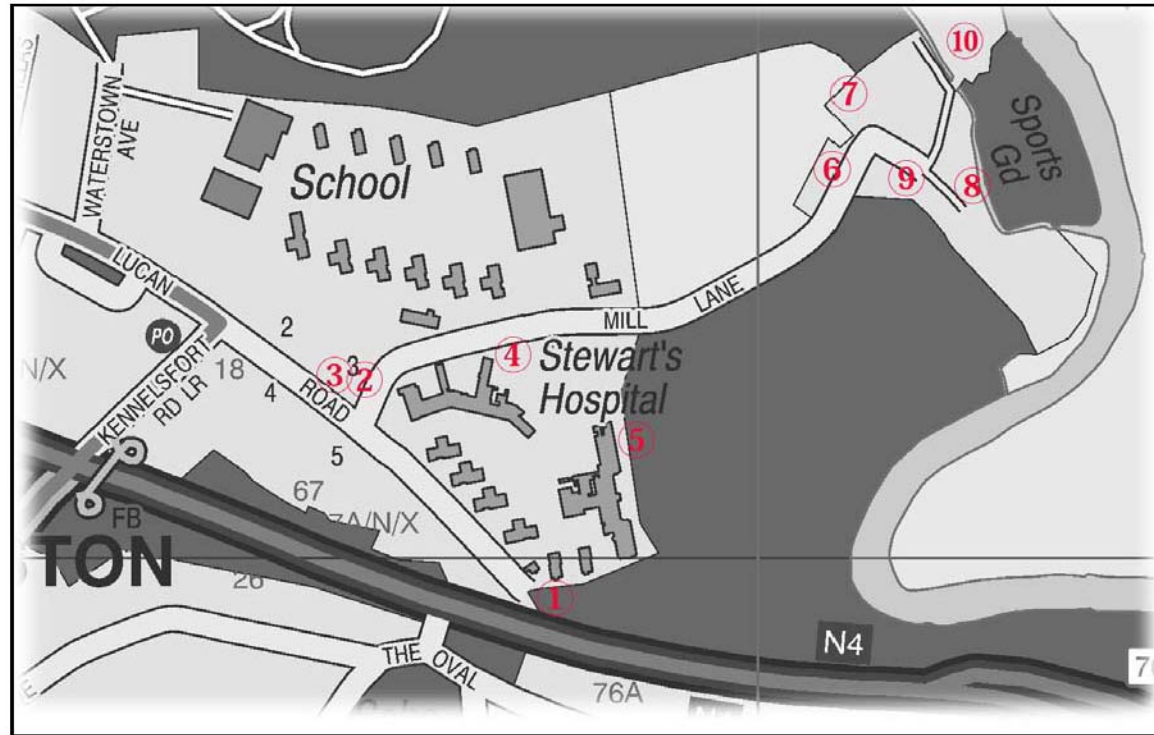 10
7
Sports
Gd
WATERSTOWN
AVE
School
6
9
8
LUCAN
MILL
LANE
PO
2
N/X
18
3
3
2
4
Stewart's
Hospital
KENNELSFORT
RD LR
4
ROAD
5
5
67
67A/N/X
FB
TON
26
1
N4
THE OVAL
76A